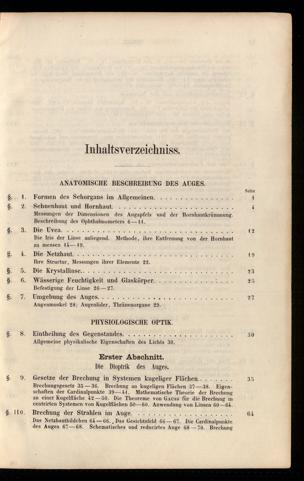 Inhaltsverzeichniss.
ANATOMISCHE BESCHREIBUNG DES AUGES.
Seite
§. 1. Formen des Sehorgans im Allgemeinen. 1
§. 2. Sehnenhaut und Hornhaut. 4
Messungen der Dimensionen des Augapfels und der Hornhautkrümmung.
Beschreibung des Ophthalmometers 6—11.
§. 3. Die Uvea. 12
Die Iris der Linse anliegend. Methode, ihre Entfernung von der Hornhaut
zu messen 14—19.
§. 4. Die Netzhaut. 19
Ihre Structur, Messungen ihrer Elemente 22.
§. 5. Die Krystallinse. 23
§. 6. Wässerige Feuchtigkeit und Glaskörper. 25
Befestigung der Linse 26—27.
§. 7. Umgebung des Auges. 27
Augenmuskel 28. Augenlider, Thränenorgane 29.
PHYSIOLOGISCHE OPTIK.
§. 8. Eintheilung des Gegenstandes. 30
Allgemeine physikalische Eigenschaften des Lichts 30.
Erster Abschnitt.
Die Dioptrik des Auges.
§. 9. Gesetze der Brechung in Systemen kugeliger Flächen. 35
Brechungsgesetz 35—36. Brechung an kugeligen Flächen 37—38. Eigen-
schaften der Cardinalpunkte 39—41. Mathematische Theorie der Brechung
an einer Kugelfläche 42—50. Die Theoreme von GAUSS für die Brechung in
centrirten Systemen von Kugelflächen 50—60. Anwendung von Linsen 60—64.
§. 10. Brechung der Strahlen im Auge. 64
Das Netzhautbildchen 64—66. Das Gesichtsfeld 66—67. Die Cardinalpunkte
des Auges 67—68. Schematisches und reducirtes Auge 68—70. Brechung